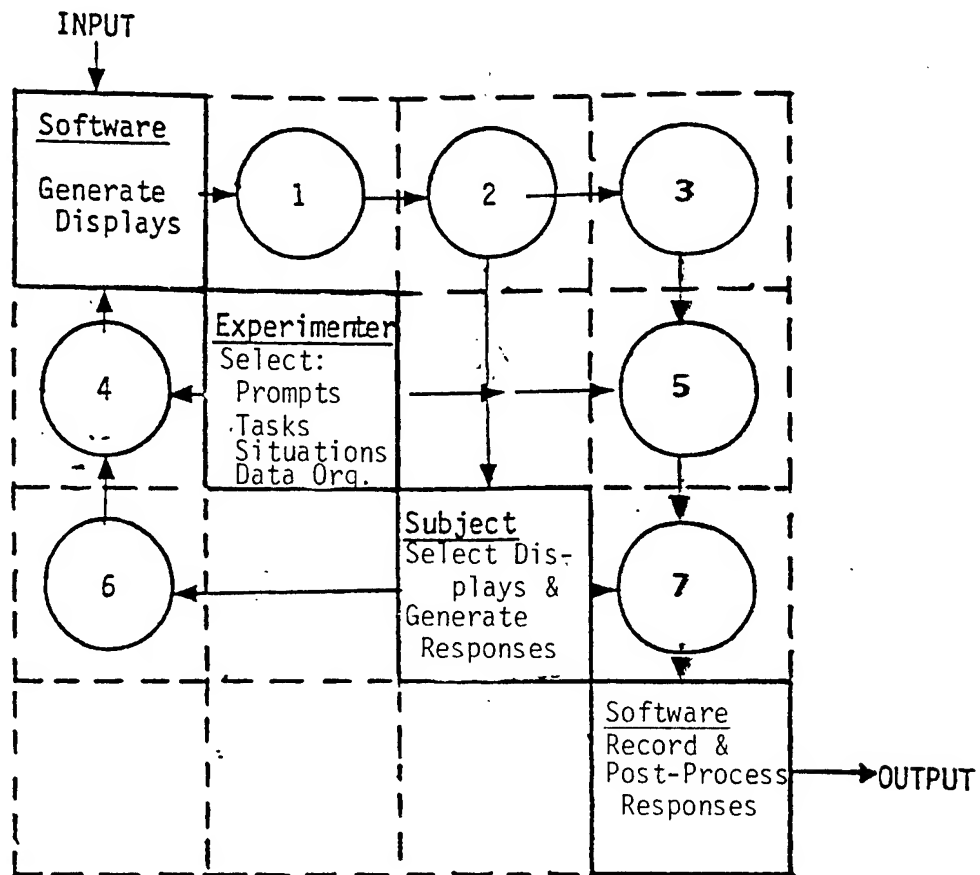 INPUT
Software
Generate
Displays
1
2
3
Experimenter
Select:
Prompts
Tasks
Situations
Data Org.
4
5
Subject
Select Dis-
plays &
Generate
Responses
6
7
Software
Record &
Post-Process
Responses
OUTPUT